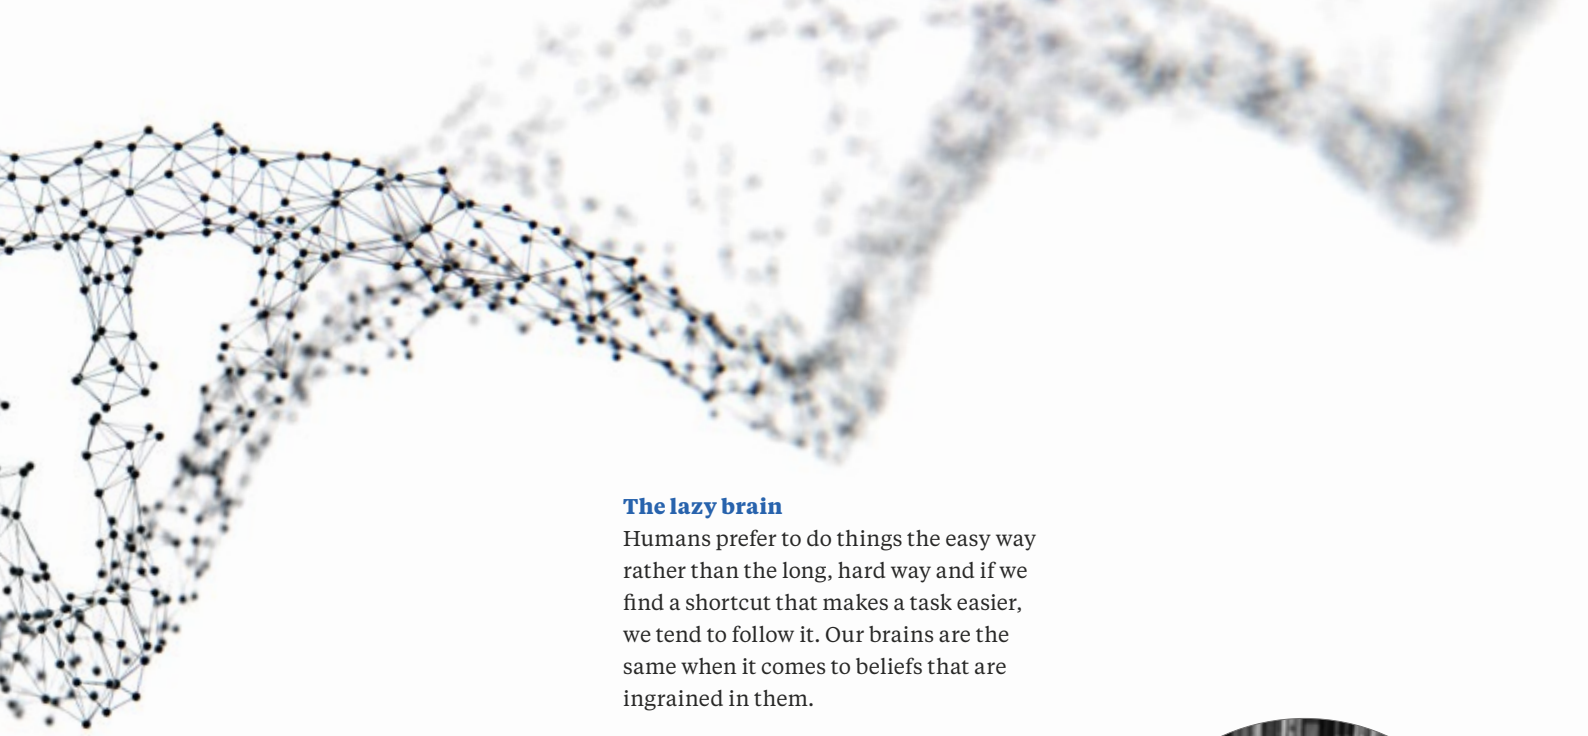 The lazy brain
Humans prefer to do things the easy way
rather than the long, hard way and if we
find a shortcut that makes a task easier,
we tend to follow it. Our brains are the
same when it comes to beliefs that are
ingrained in them.